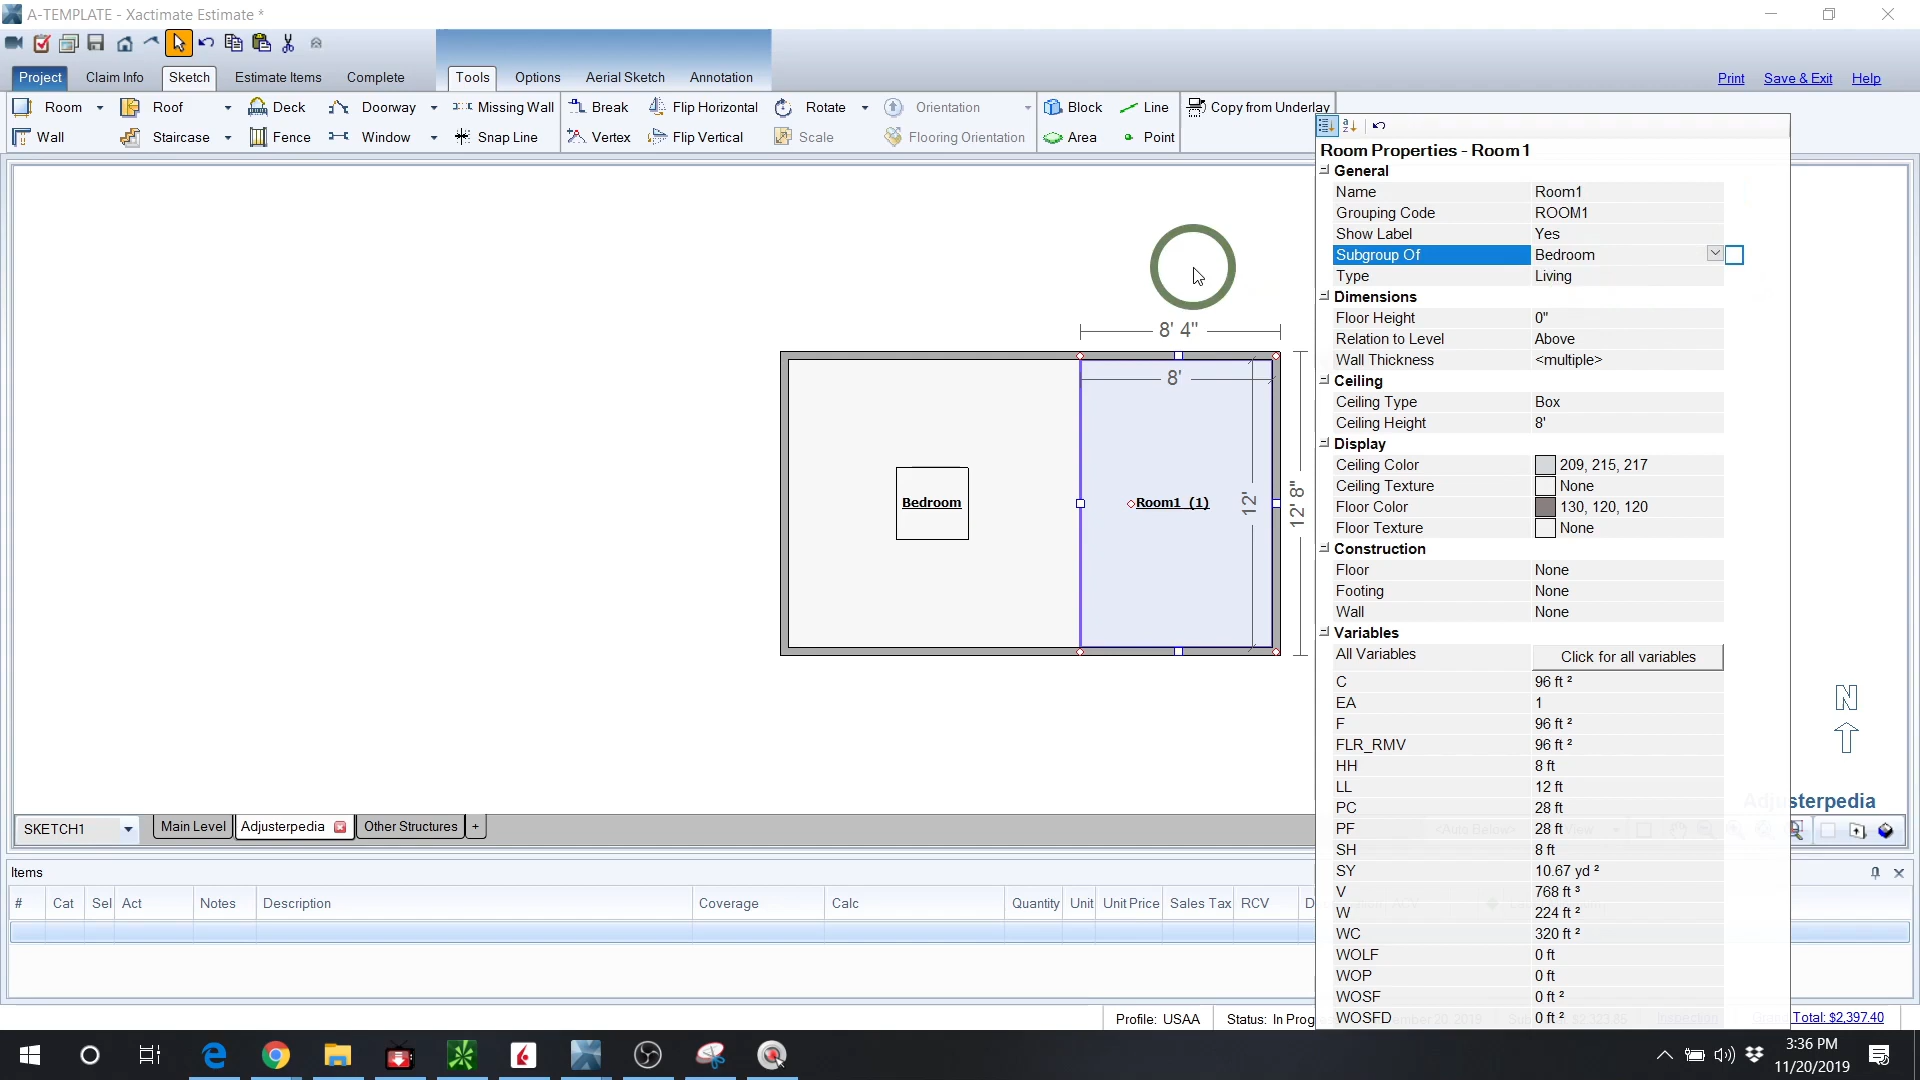 A-TEMPLATE - Xactimate Estimate *
Project Claim Info Sketch Estimate Items Complete Tools Options Aerial Sketch Annotation Print Save & Exit Help
Room Roof Deck Doorway Missing Wall Break Flip Horizontal Rotate Orientation Block Line Copy from Underlay
Wall Staircase Fence Window Snap Line Vertex Flip Vertical Scale Flooring Orientation Area Point
Room Properties - Room1
General
Name Room1
Grouping Code ROOM1
Show Label Yes
Subgroup Of Bedroom
Type Living
Dimensions
Floor Height 0"
Relation to Level Above
Wall Thickness <multiple>
Ceiling
Ceiling Type Box
Ceiling Height 8'
Display
Ceiling Color 209, 215, 217
Ceiling Texture None
Floor Color 130, 120, 120
Floor Texture None
Construction
Floor None
Footing None
Wall None
Variables
All Variables Click for all variables
C 96 ft ²
EA 1
F 96 ft ²
FLR_RMV 96 ft ²
HH 8 ft
LL 12 ft
PC 28 ft
PF 28 ft
SH 8 ft
SY 10.67 yd ²
V 768 ft ³
W 224 ft ²
WC 320 ft ²
WOLF 0 ft
WOP 0 ft
WOSF 0 ft ²
WOSFD 0 ft ²
8' 4"
8'
Bedroom
Room1 (1)
12'
12' 8"
N
Adjusterpedia
SKETCH1 Main Level Adjusterpedia Other Structures +
Items
# Cat Sel Act Notes Description Coverage Calc Quantity Unit Unit Price Sales Tax RCV
Profile: USAA Status: In Prog Total: $2,397.40
3:36 PM
11/20/2019